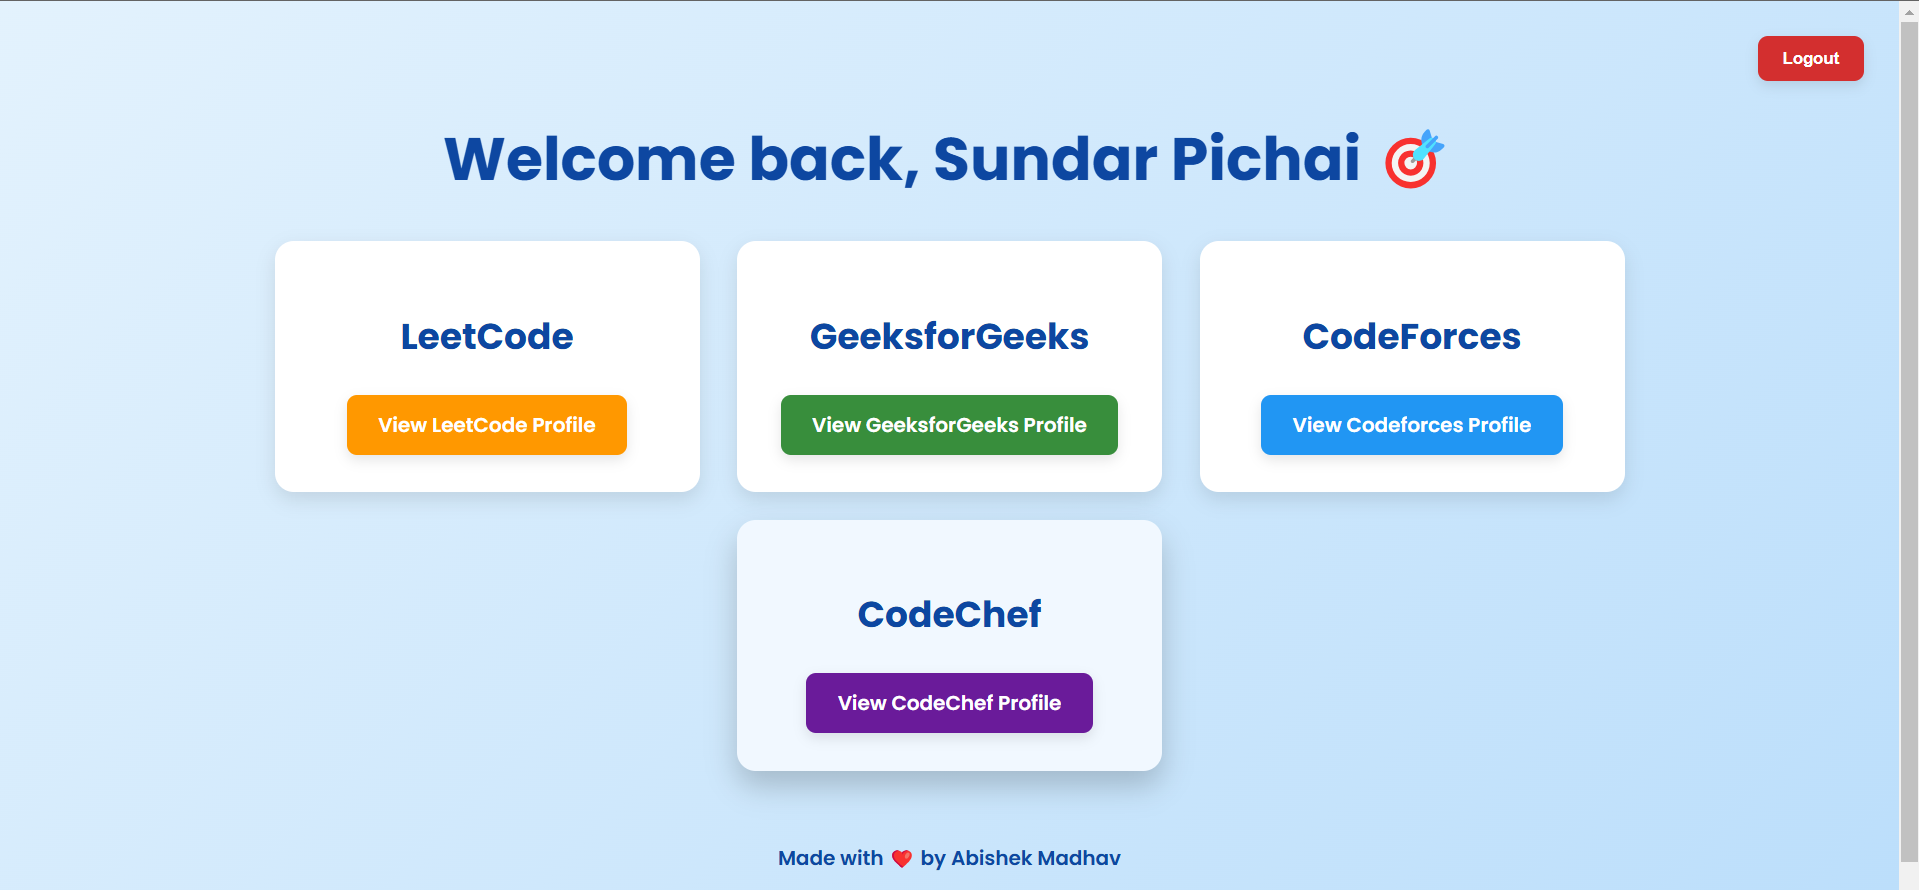 Logout
Welcome back, Sundar Pichai 🎯
LeetCode
View LeetCode Profile
GeeksforGeeks
View GeeksforGeeks Profile
CodeForces
View Codeforces Profile
CodeChef
View CodeChef Profile
Made with ❤️ by Abishek Madhav